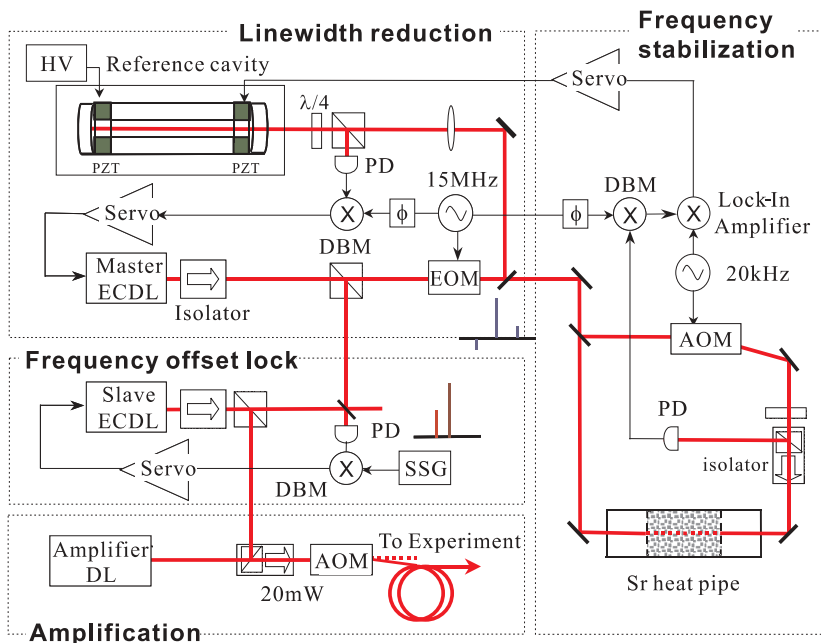 Linewidth reduction
Frequency
stabilization
HV
Reference cavity
Servo
λ/4
PZT
PZT
PD
15MHz
DBM
Servo
X
ϕ
ϕ
X
X
Lock-In
Amplifier
DBM
Master
ECDL
Isolator
EOM
20kHz
AOM
Frequency offset lock
Slave
ECDL
PD
PD
isolator
Servo
X
SSG
DBM
Amplifier
DL
AOM
To Experiment
20mW
Sr heat pipe
Amplification